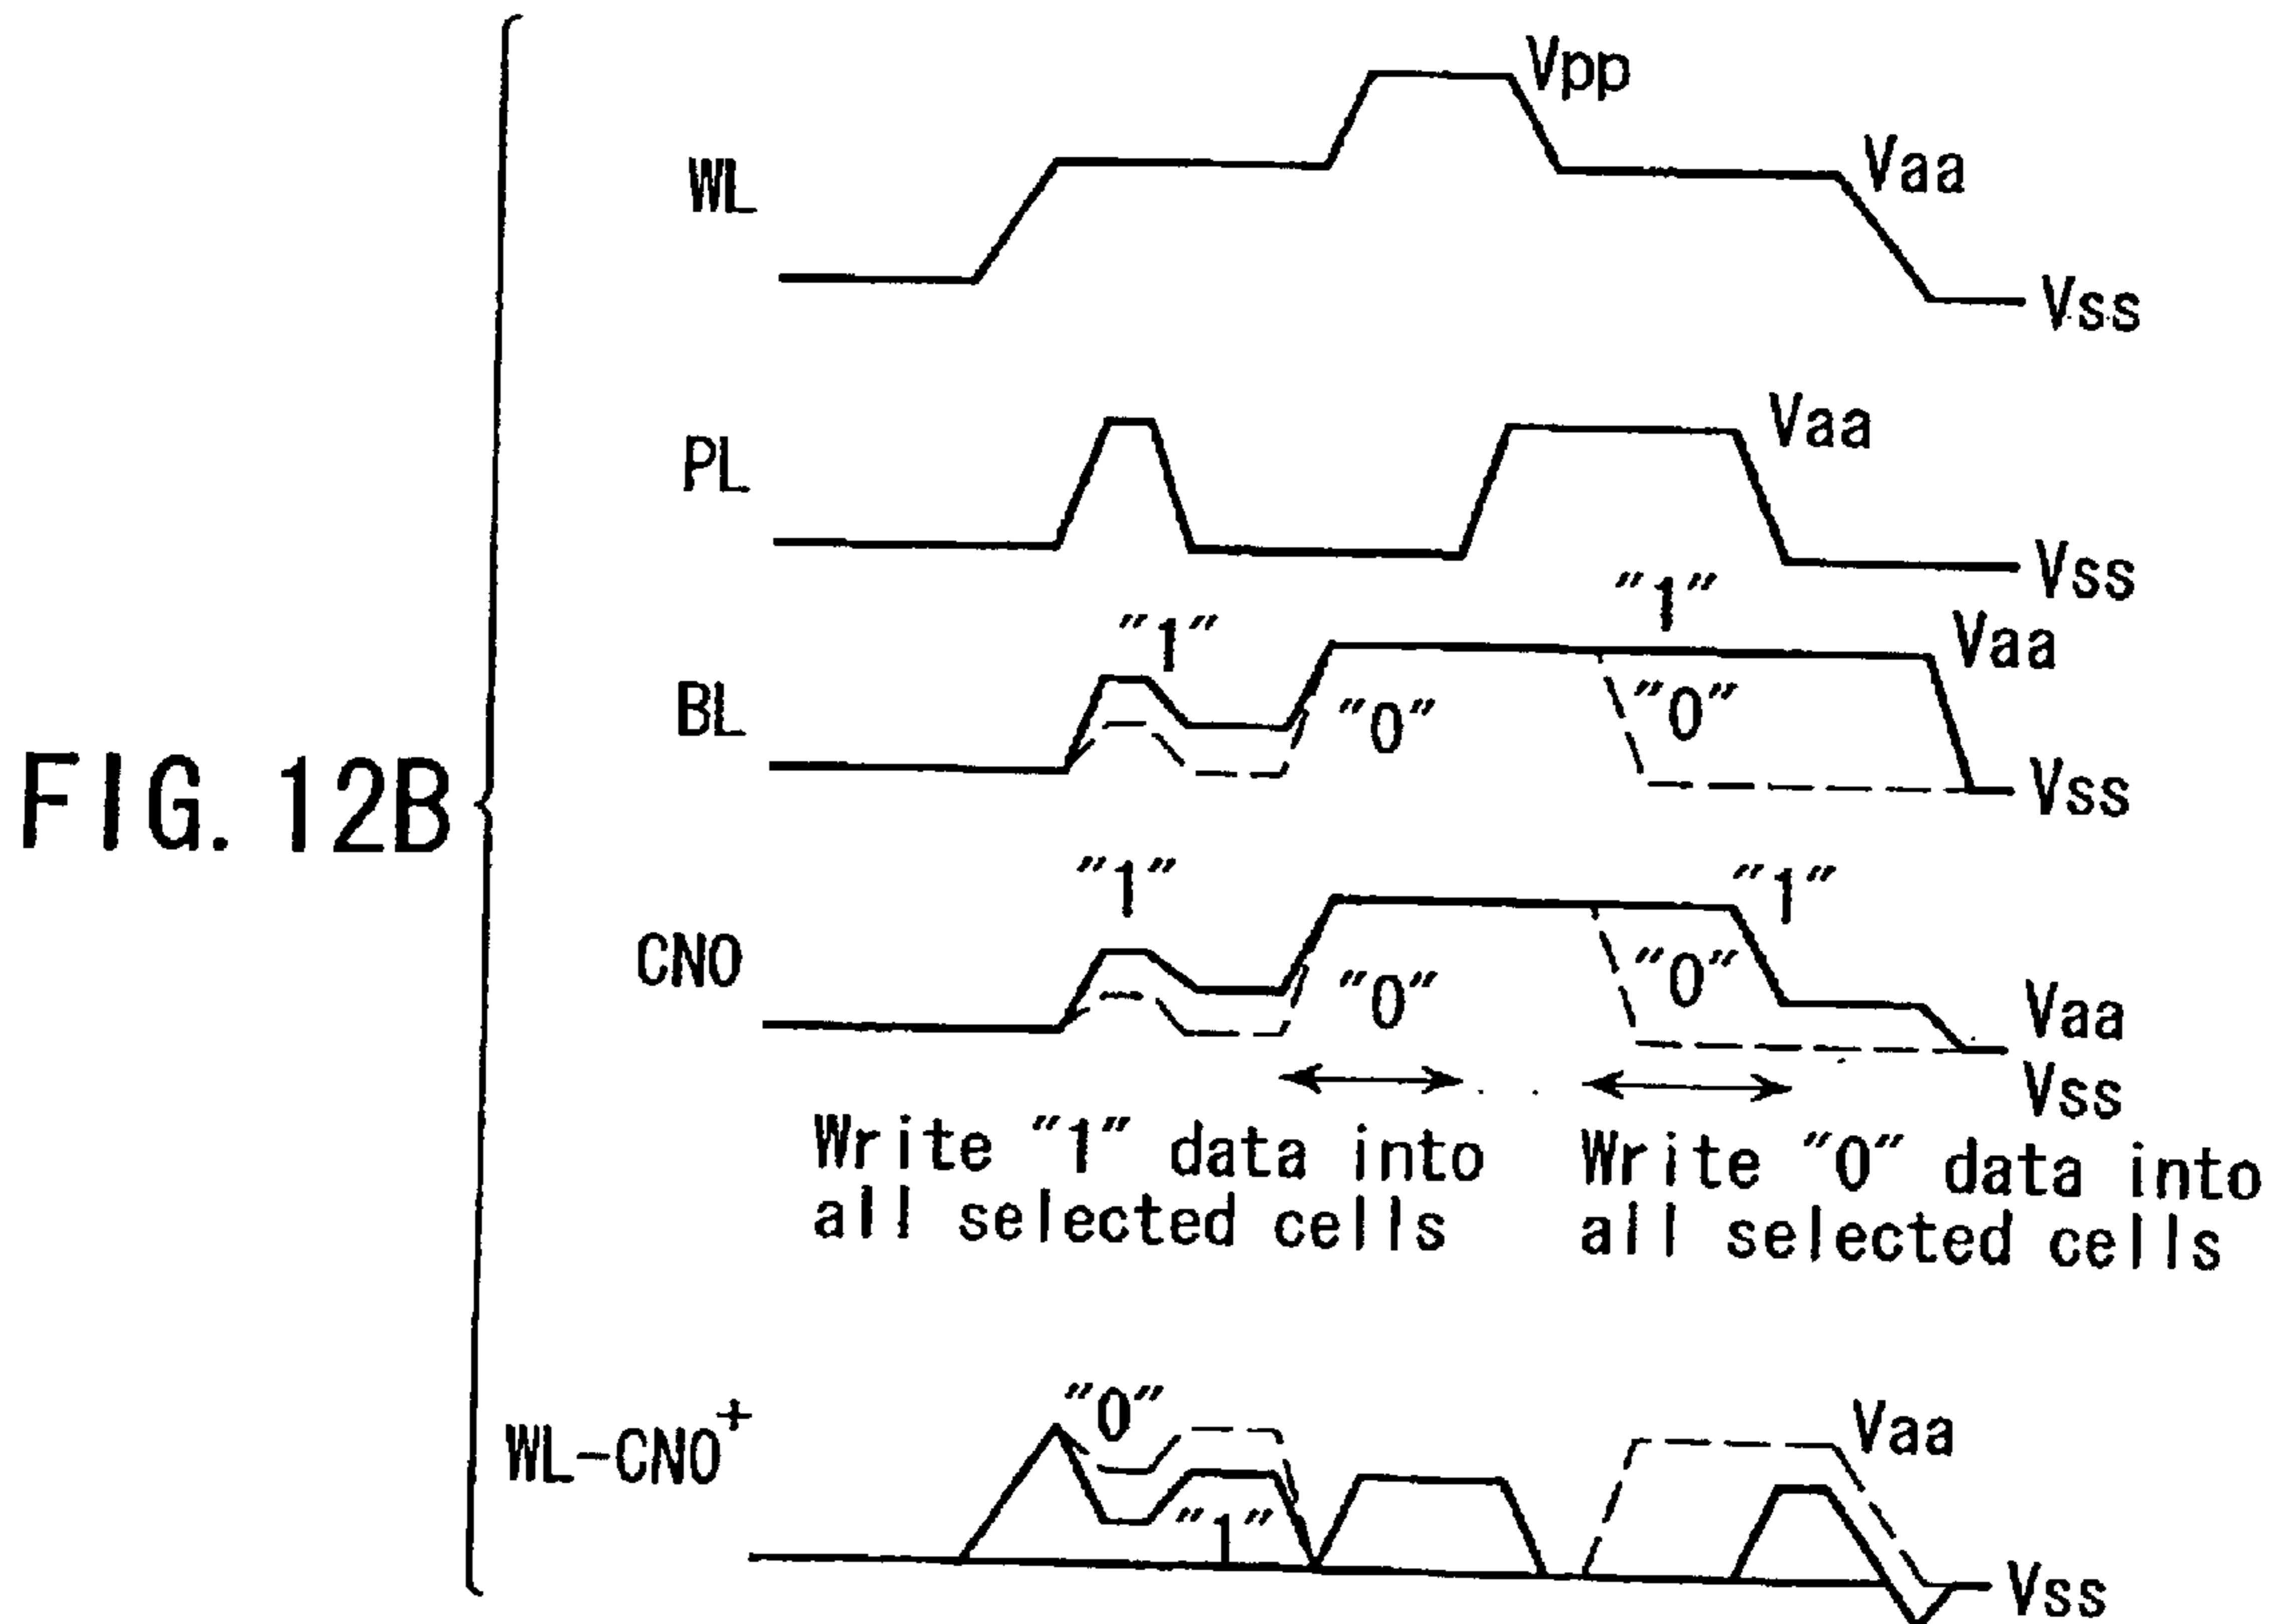 FIG. 12B
WL
Vpp
Vaa
Vss
PL
Vaa
Vss
BL
"1"
"0"
"1"
"0"
Vaa
Vss
CNO
"1"
"0"
"1"
"0"
Vaa
Vss
Write "1" data into
all selected cells
Write "0" data into
all selected cells
WL-CNO+
"0"
"1"
Vaa
Vss